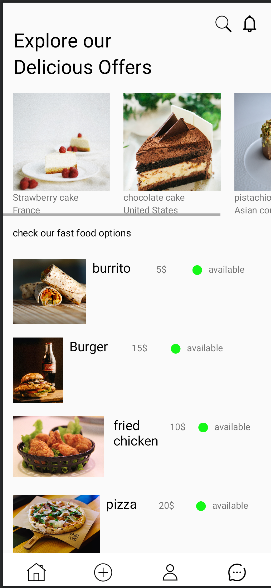 Explore our
Delicious Offers
Strawberry cake
chocolate cake
pistachio
France
United States
Asian cou
check our fast food options
burrito
5$
available
Burger
15$
available
fried
chicken
10$
available
pizza
20$
available